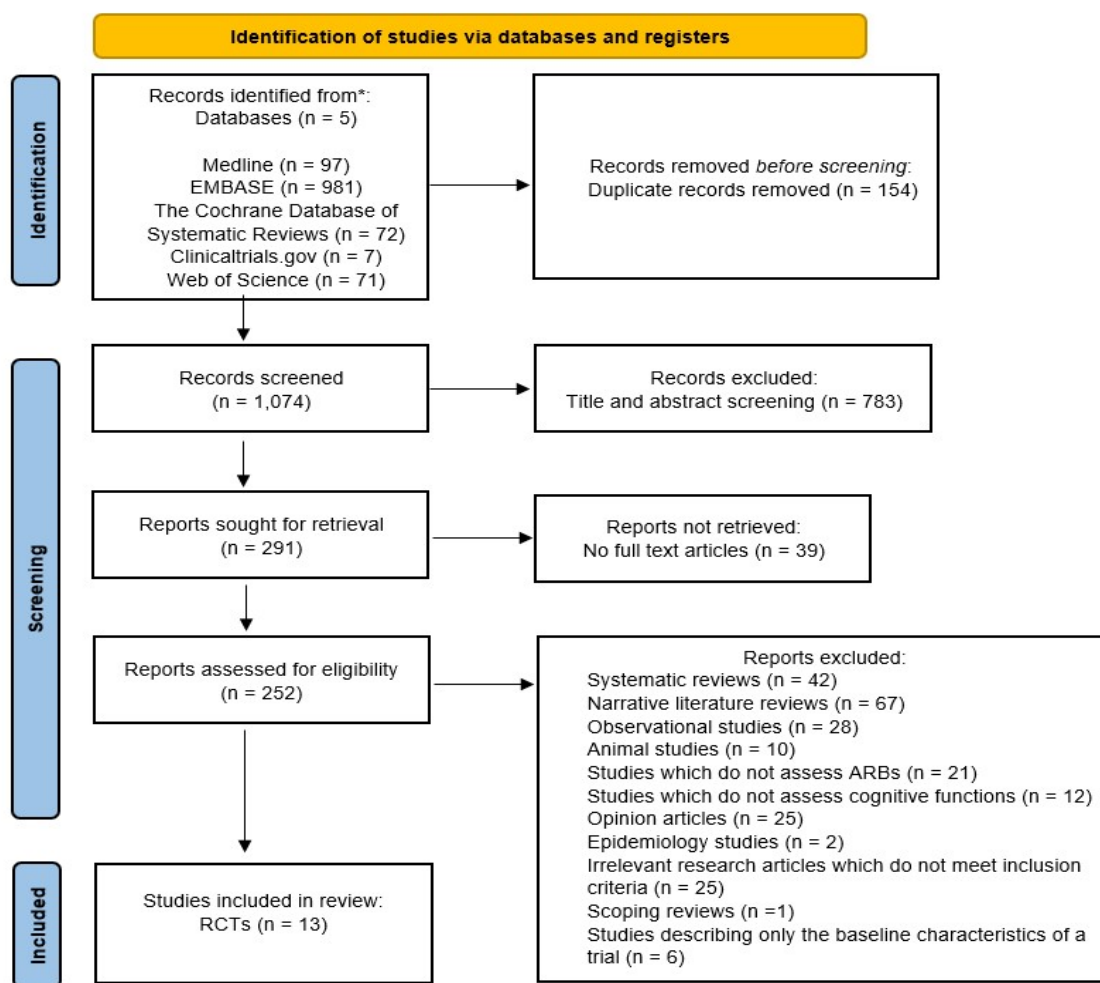 Identification of studies via databases and registers
Identification
Records identified from*:
Databases (n = 5)
Medline (n = 97)
EMBASE (n = 981)
The Cochrane Database of
Systematic Reviews (n = 72)
Clinicaltrials.gov (n = 7)
Web of Science (n = 71)
Records removed before screening:
Duplicate records removed (n = 154)
Screening
Records screened
(n = 1,074)
Records excluded:
Title and abstract screening (n = 783)
Reports sought for retrieval
(n = 291)
Reports not retrieved:
No full text articles (n = 39)
Reports assessed for eligibility
(n = 252)
Reports excluded:
Systematic reviews (n = 42)
Narrative literature reviews (n = 67)
Observational studies (n = 28)
Animal studies (n = 10)
Studies which do not assess ARBs (n = 21)
Studies which do not assess cognitive functions (n = 12)
Opinion articles (n = 25)
Epidemiology studies (n = 2)
Irrelevant research articles which do not meet inclusion
criteria (n = 25)
Scoping reviews (n =1)
Studies describing only the baseline characteristics of a
trial (n = 6)
Included
Studies included in review:
RCTs (n = 13)